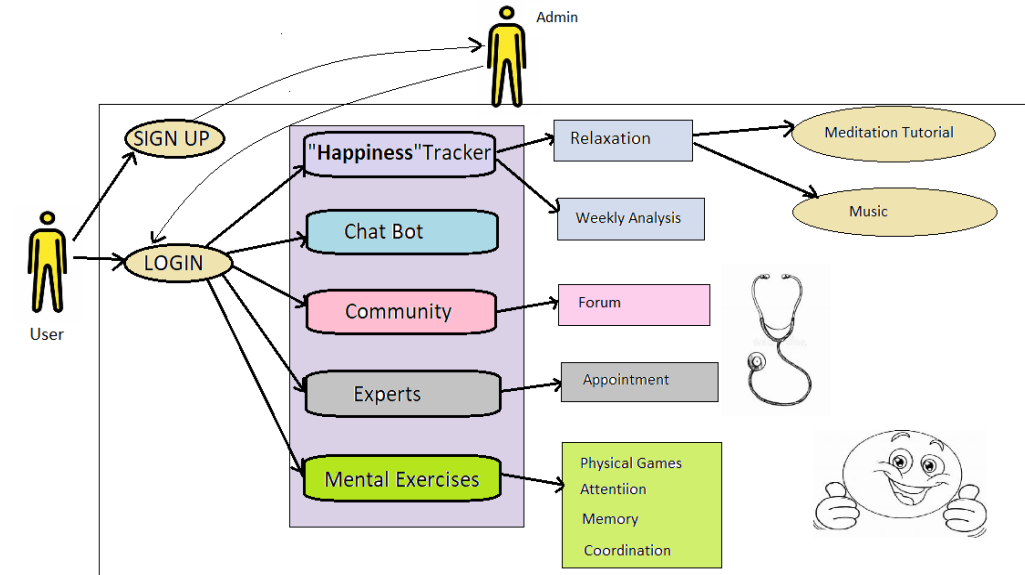 Admin
SIGN UP
"Happiness"Tracker
Relaxation
Meditation Tutorial
Weekly Analysis
Music
Chat Bot
LOGIN
User
Community
Forum
Experts
Appointment
Mental Exercises
Physical Games
Attentiion
Memory
Coordination